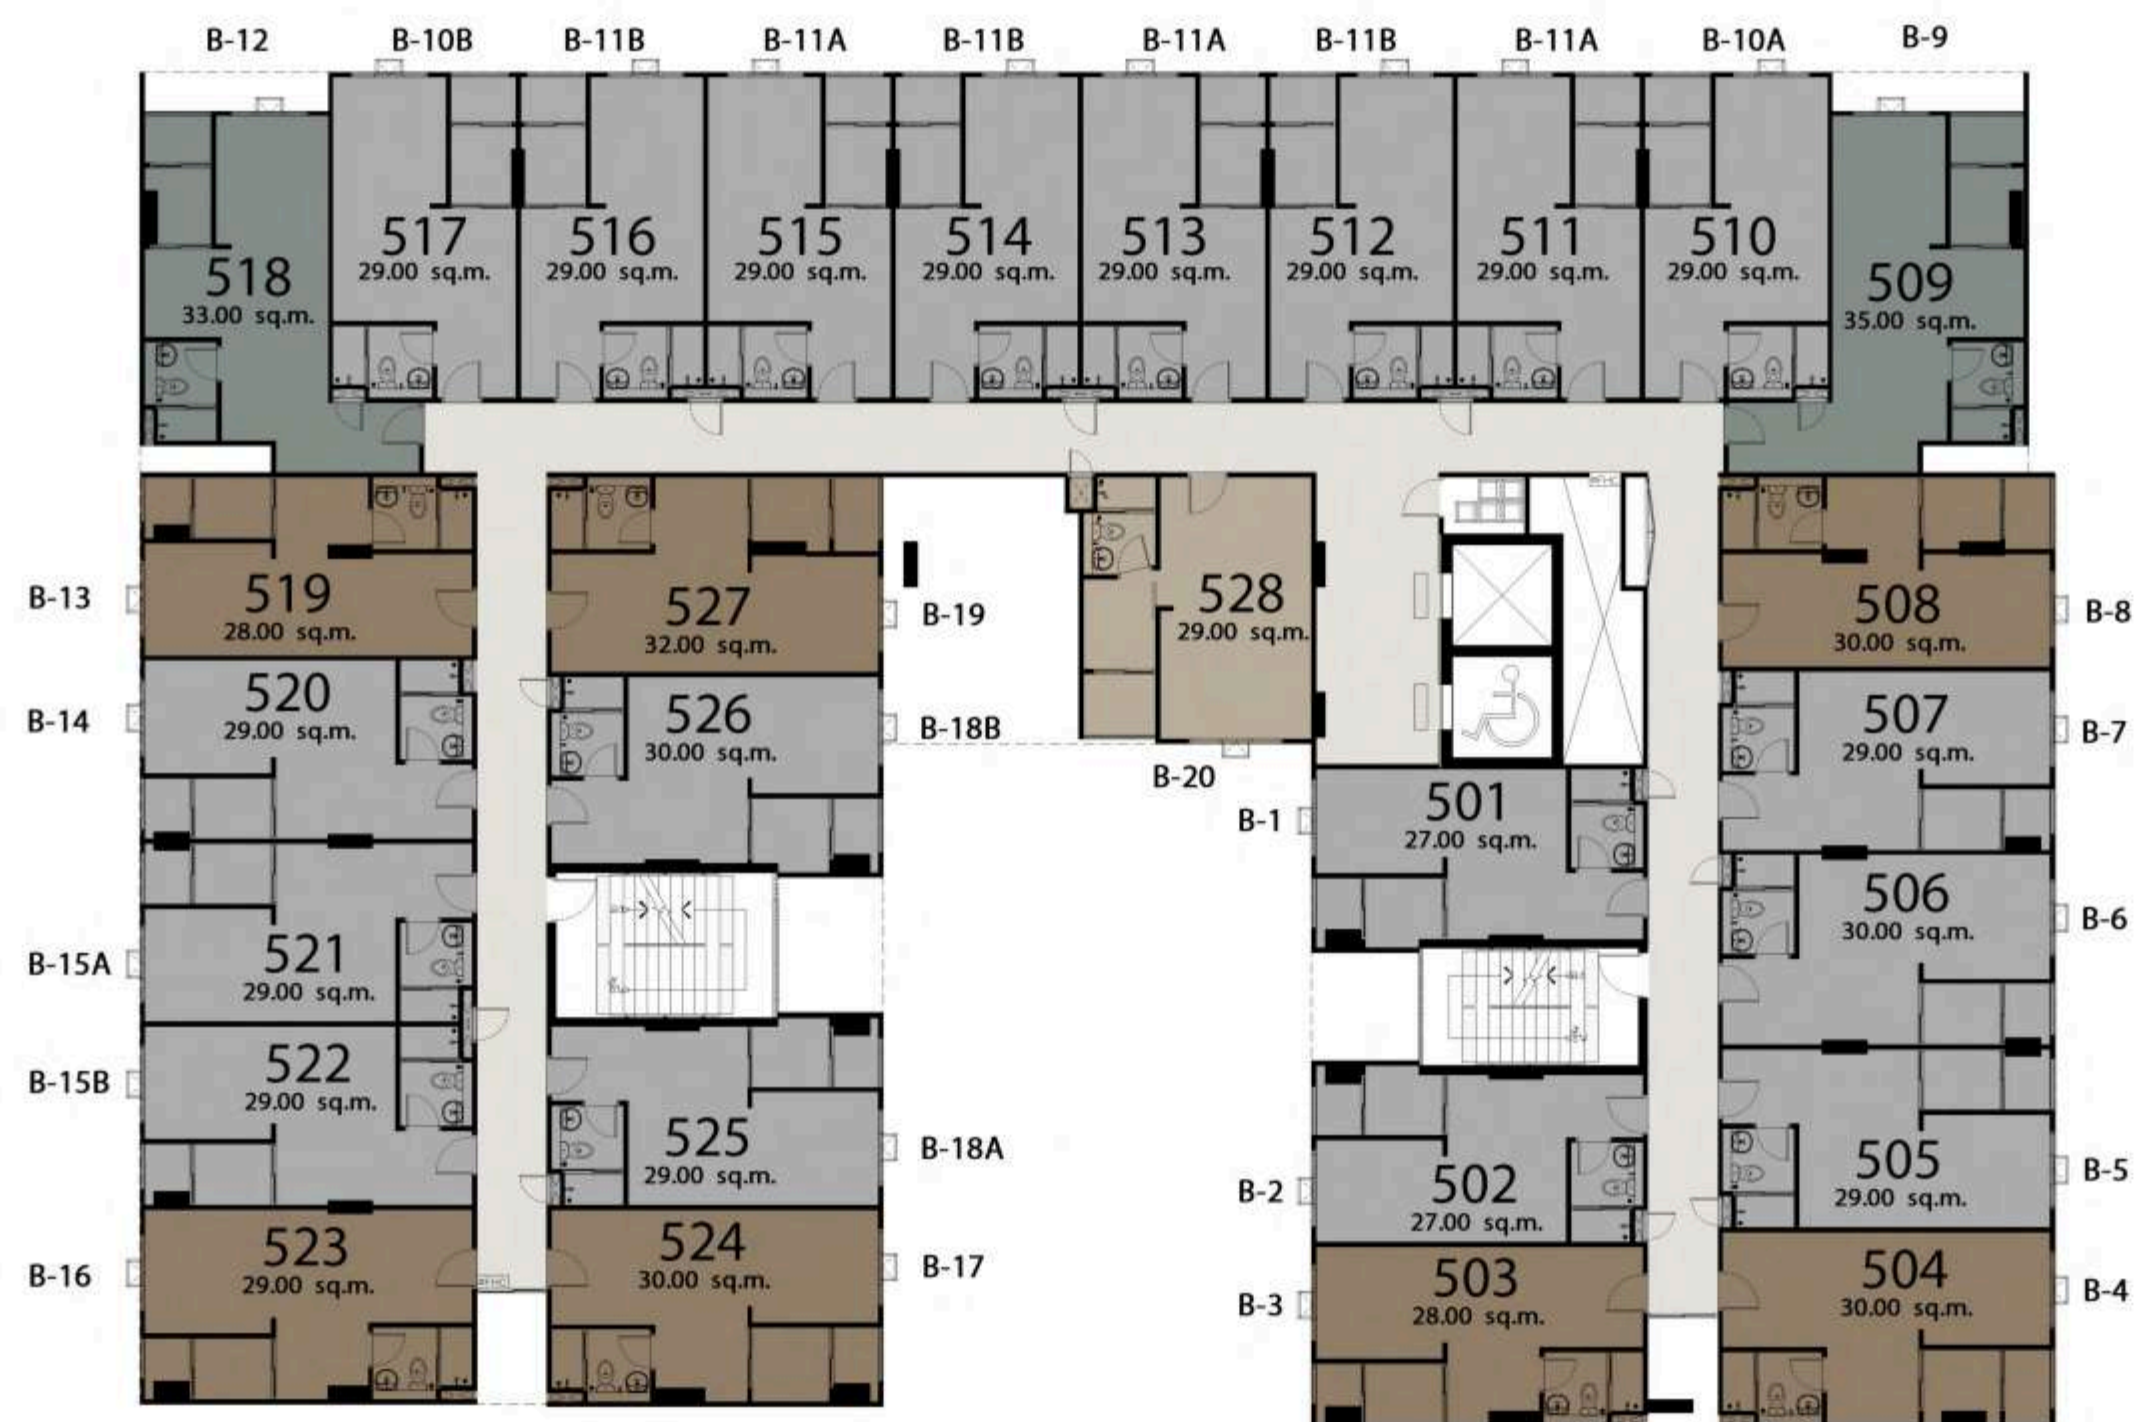 B-12 B-10B B-11B B-11A B-11B B-11A B-11B B-11A B-10A B-9
517 516 515 514 513 512 511 510
29.00 sq.m. 29.00 sq.m. 29.00 sq.m. 29.00 sq.m. 29.00 sq.m. 29.00 sq.m. 29.00 sq.m. 29.00 sq.m.
518 509
33.00 sq.m. 35.00 sq.m.
B-13 519 527 B-19 528 508 B-8
28.00 sq.m. 32.00 sq.m. 29.00 sq.m. 30.00 sq.m.
B-14 520 526 B-18B 507 B-7
29.00 sq.m. 30.00 sq.m. 29.00 sq.m.
B-20
B-1 501
27.00 sq.m.
506 B-6
30.00 sq.m.
B-15A 521
29.00 sq.m.
B-15B 522
29.00 sq.m.
525 B-18A
29.00 sq.m.
B-2 502
27.00 sq.m.
505 B-5
29.00 sq.m.
B-16 523 524 B-17
29.00 sq.m. 30.00 sq.m.
B-3 503 504 B-4
28.00 sq.m. 30.00 sq.m.